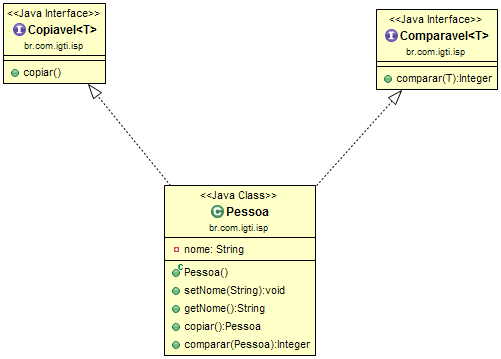 <<Java Interface>>
Copiavel<T>
br.com.igti.isp
copiar()
<<Java Interface>>
Comparavel<T>
br.com.igti.isp
comparar(T):Integer
<<Java Class>>
Pessoa
br.com.igti.isp
nome: String
Pessoa()
setNome(String):void
getNome():String
copiar():Pessoa
comparar(Pessoa):Integer